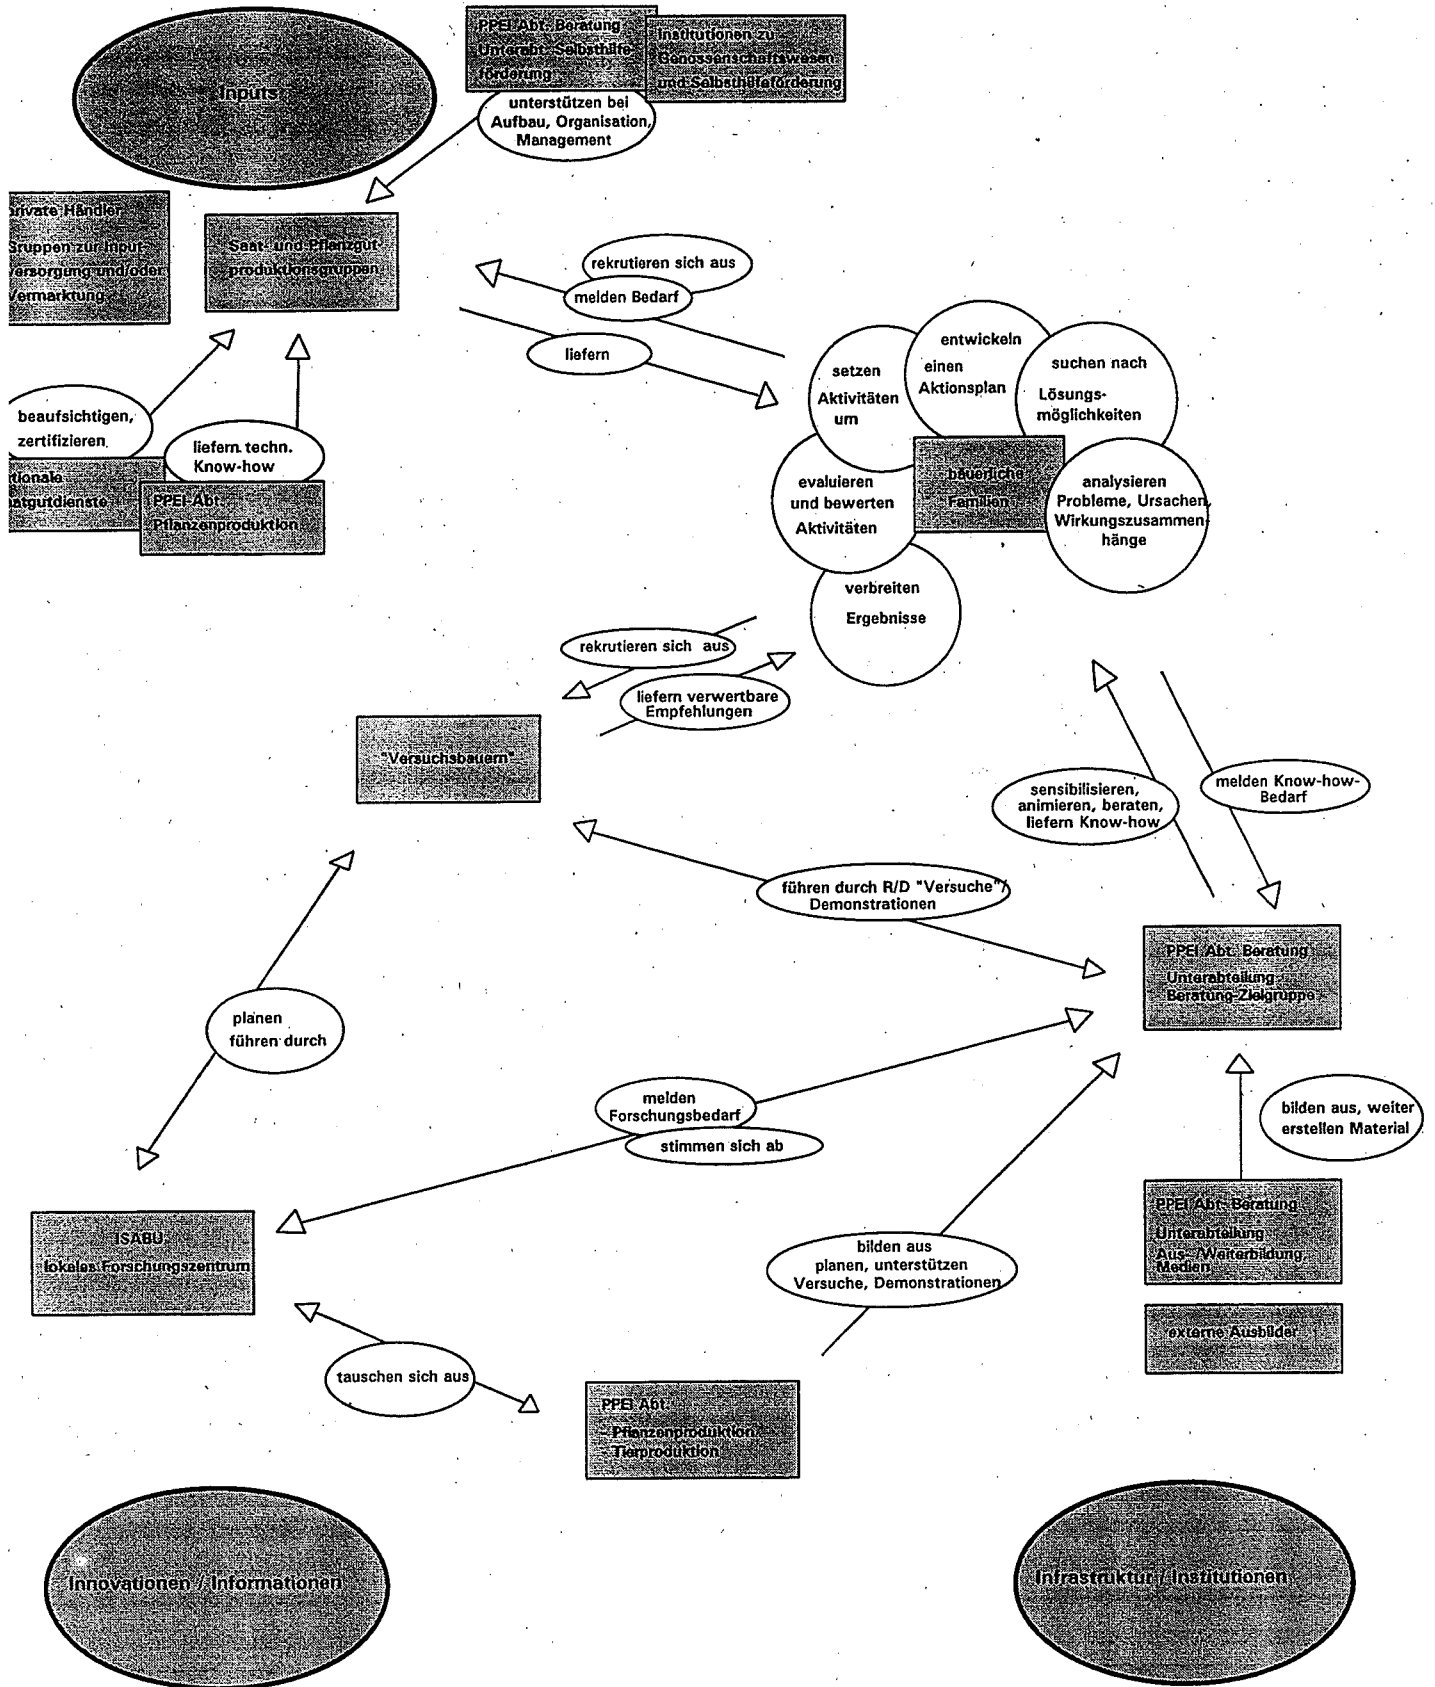 Inputs
PPEI Abt. Beratung
Unterabt. Selbsthilfe-
förderung
Institutionen zu
Genossenschaftswesen
und Selbsthilfeförderung
unterstützen bei
Aufbau, Organisation,
Management
private Händler
Gruppen zur Input-
versorgung und/oder
Vermarktung
Saat- und Pflanzgut-
produktionsgruppen
rekrutieren sich aus
melden Bedarf
liefern
beaufsichtigen,
zertifizieren
liefern techn.
Know-how
tionale
atgutdienste
PPEI-Abt.
Pflanzenproduktion
setzen
Aktivitäten
um
entwickeln
einen
Aktionsplan
suchen nach
Lösungs-
möglichkeiten
evaluieren
und bewerten
Aktivitäten
bäuerliche
Familien
analysieren
Probleme, Ursachen,
Wirkungszusammen-
hänge
verbreiten
Ergebnisse
rekrutieren sich aus
liefern verwertbare
Empfehlungen
"Versuchsbauern"
sensibilisieren,
animieren, beraten,
liefern Know-how
melden Know-how-
Bedarf
führen durch R/D "Versuche"/
Demonstrationen
PPEI Abt. Beratung
Unterabteilung
Beratung-Zielgruppe
planen
führen durch
melden
Forschungsbedarf
stimmen sich ab
bilden aus, weiter
erstellen Material
PPEI Abt. Beratung
Unterabteilung
Aus- /Weiterbildung,
Medien
externe Ausbilder
ISABU
lokales Forschungszentrum
bilden aus
planen, unterstützen
Versuche, Demonstrationen
tauschen sich aus
PPEI Abt.
- Pflanzenproduktion
- Tierproduktion
Innovationen / Informationen
Infrastruktur / Institutionen